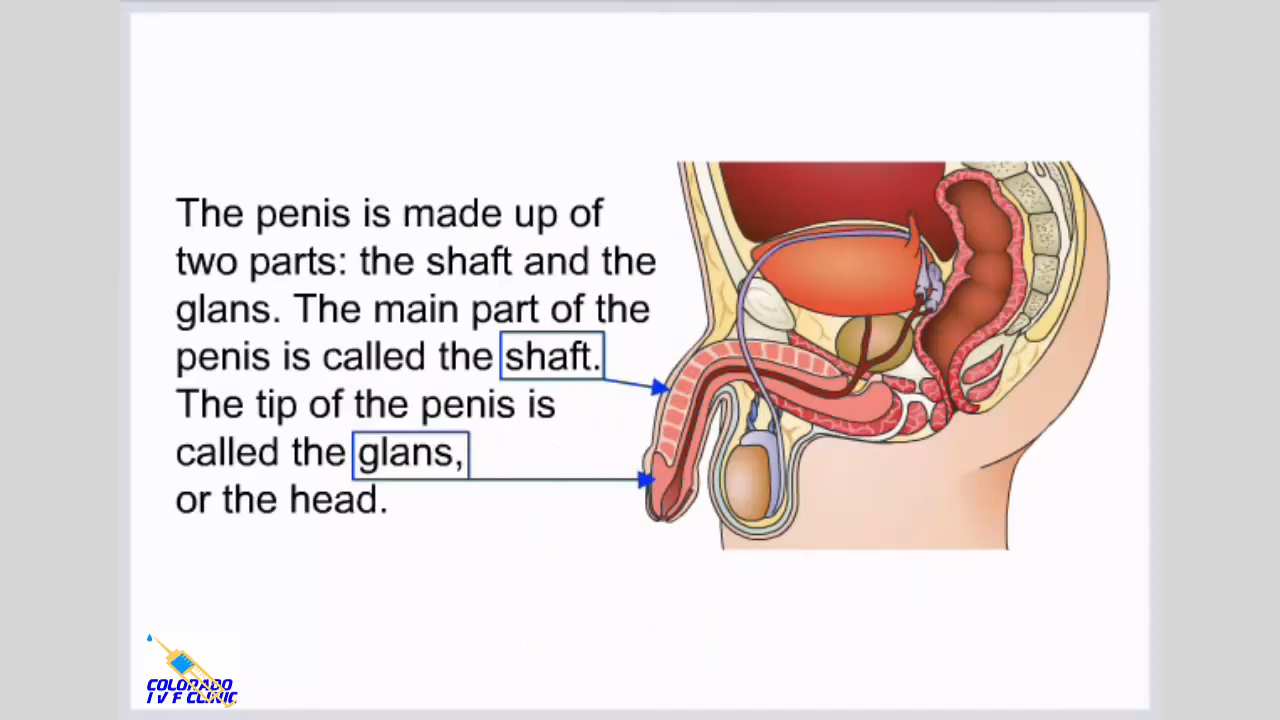 The penis is made up of
two parts: the shaft and the
glans. The main part of the
penis is called the shaft.
The tip of the penis is
called the glans,
or the head.
COLORADO
IVF CLINIC